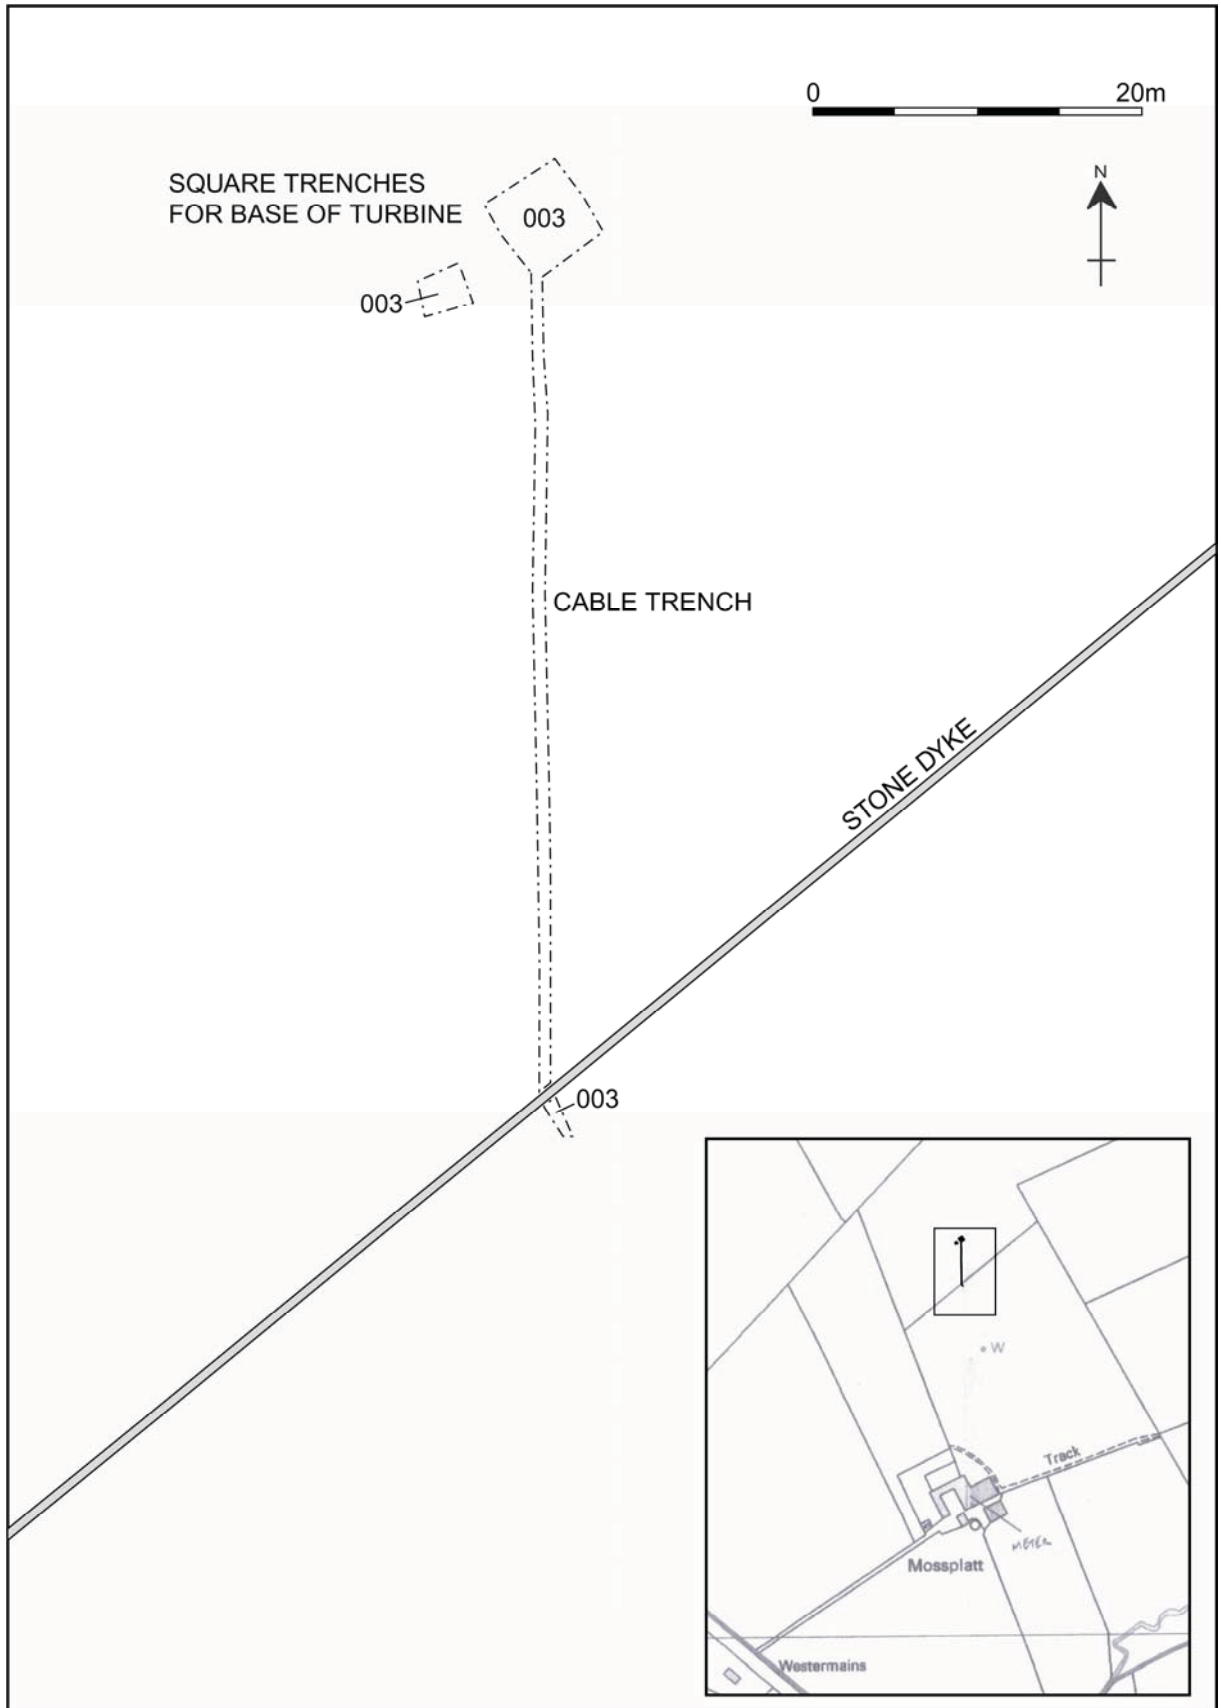 0 20m
N
SQUARE TRENCHES
FOR BASE OF TURBINE
003
003
CABLE TRENCH
STONE DYKE
003
W
Track
METER
Mossplatt
Westermains